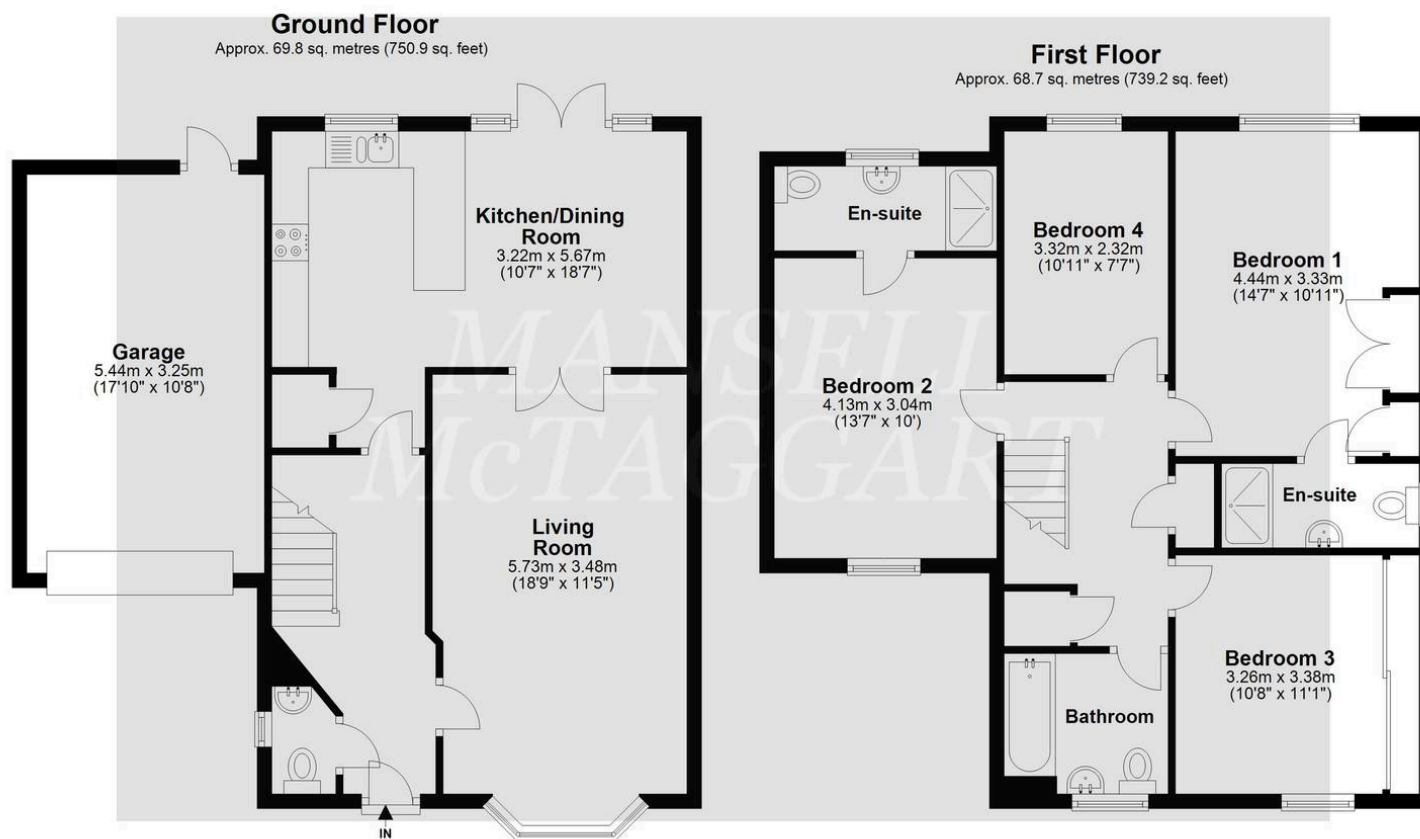 Ground Floor
Approx. 69.8 sq. metres (750.9 sq. feet)
Kitchen/Dining
Room
3.22m x 5.67m
(10'7" x 18'7")
Garage
5.44m x 3.25m
(17'10" x 10'8")
Living
Room
5.73m x 3.48m
(18'9" x 11'5")
IN
First Floor
Approx. 68.7 sq. metres (739.2 sq. feet)
En-suite
Bedroom 4
3.32m x 2.32m
(10'11" x 7'7")
Bedroom 1
4.44m x 3.33m
(14'7" x 10'11")
Bedroom 2
4.13m x 3.04m
(13'7" x 10')
En-suite
Bedroom 3
3.26m x 3.38m
(10'8" x 11'1")
Bathroom
MANSELL
McTAGGART